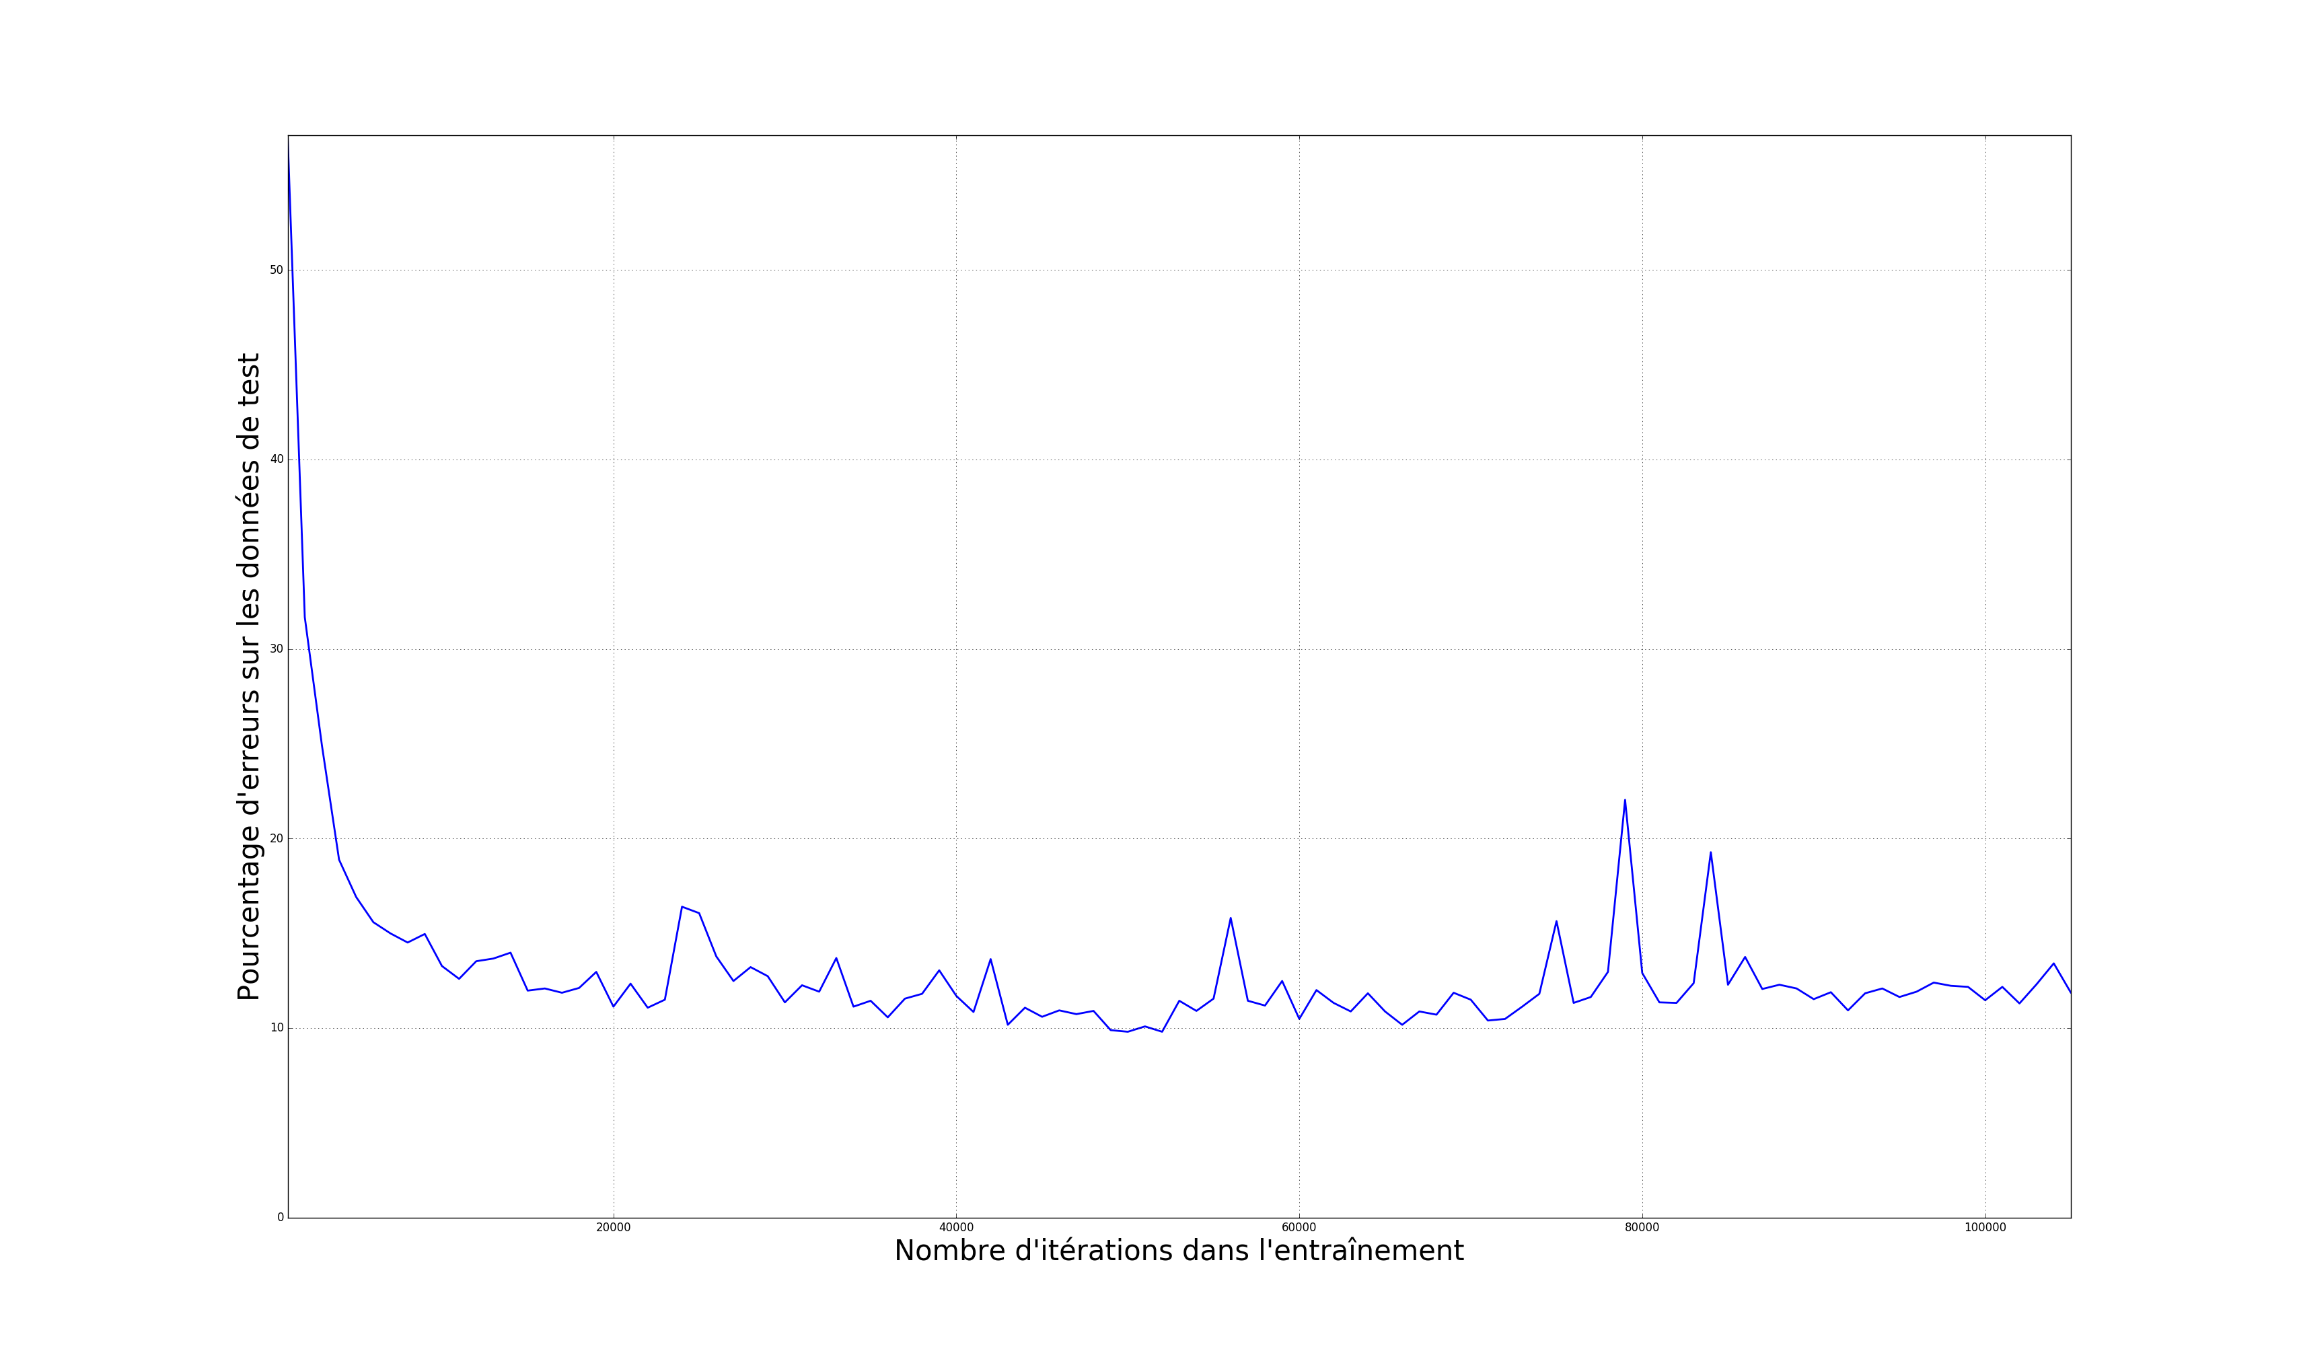 Pourcentage d'erreurs sur les données de test
50
40
30
20
10
0
20000 40000 60000 80000 100000
Nombre d'itérations dans l'entraînement